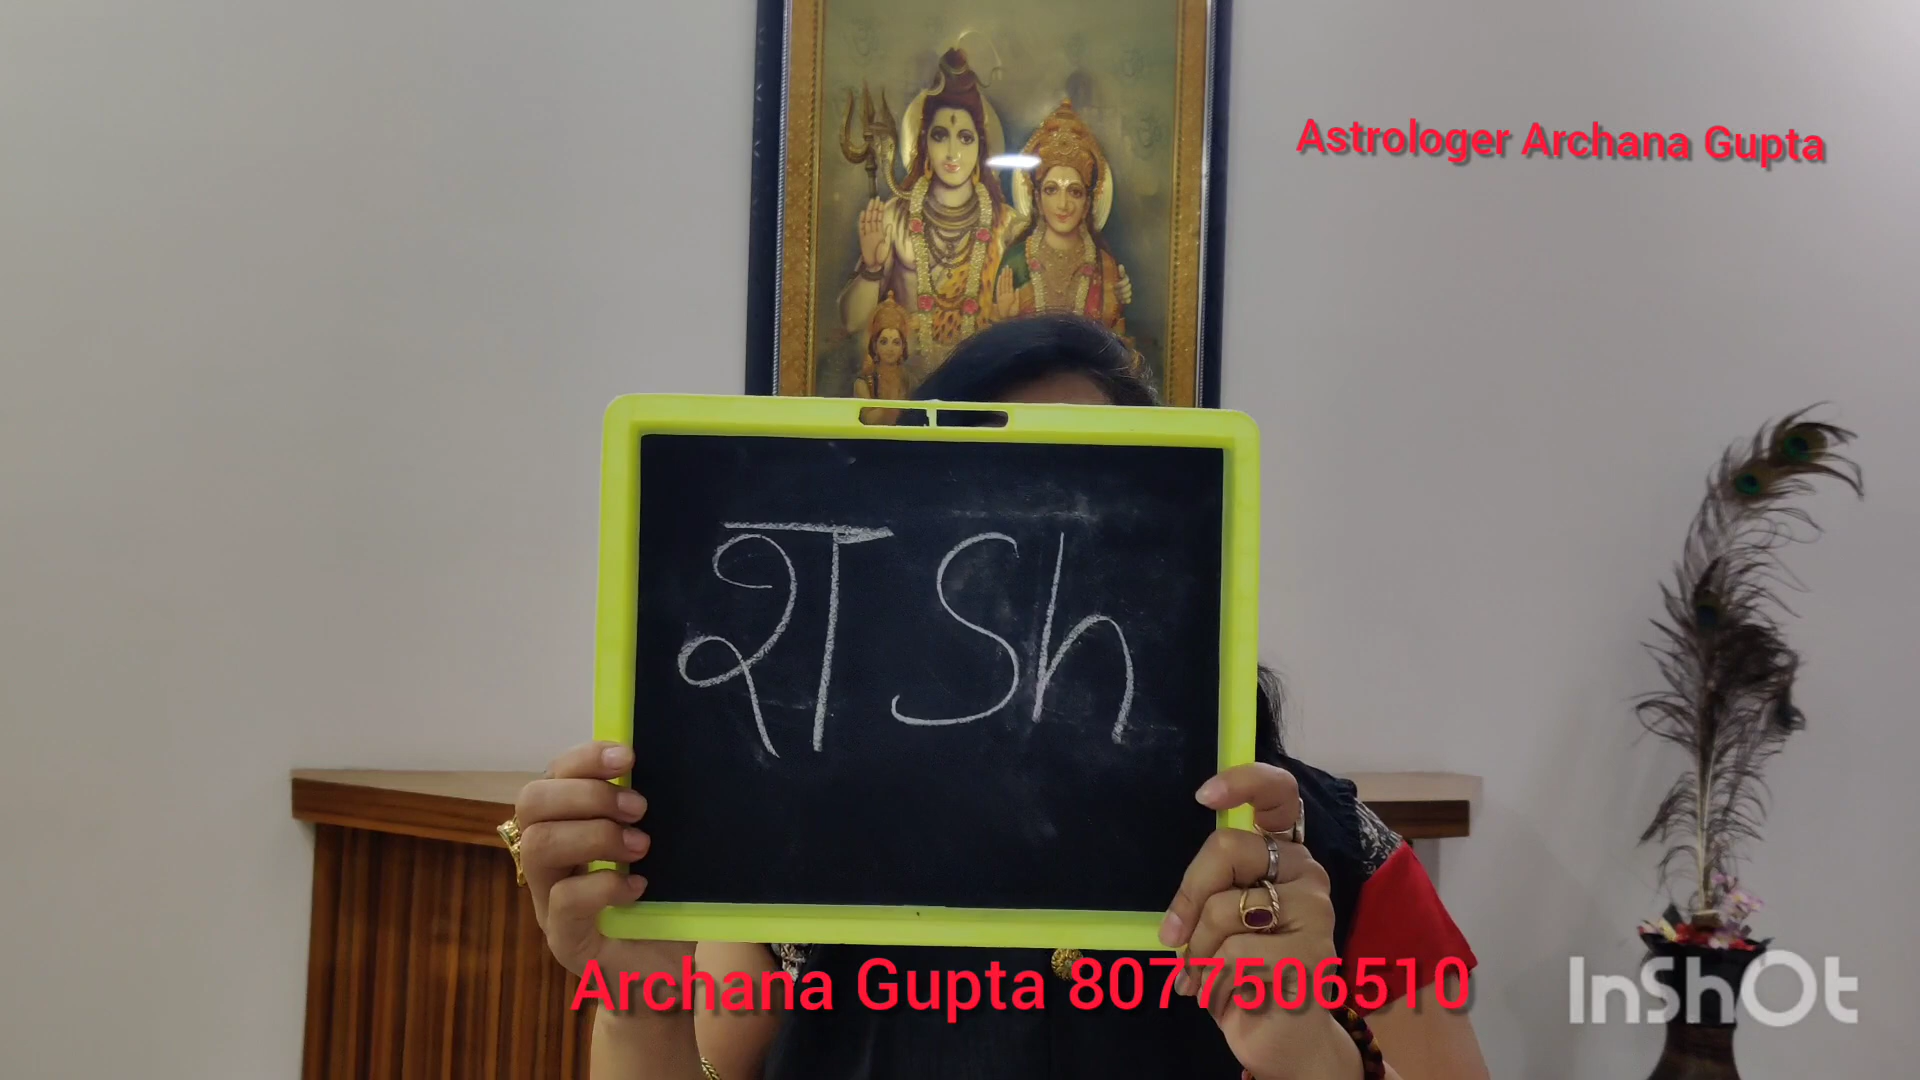 Astrologer Archana Gupta
श Sh
Archana Gupta 8077506510
InShOt